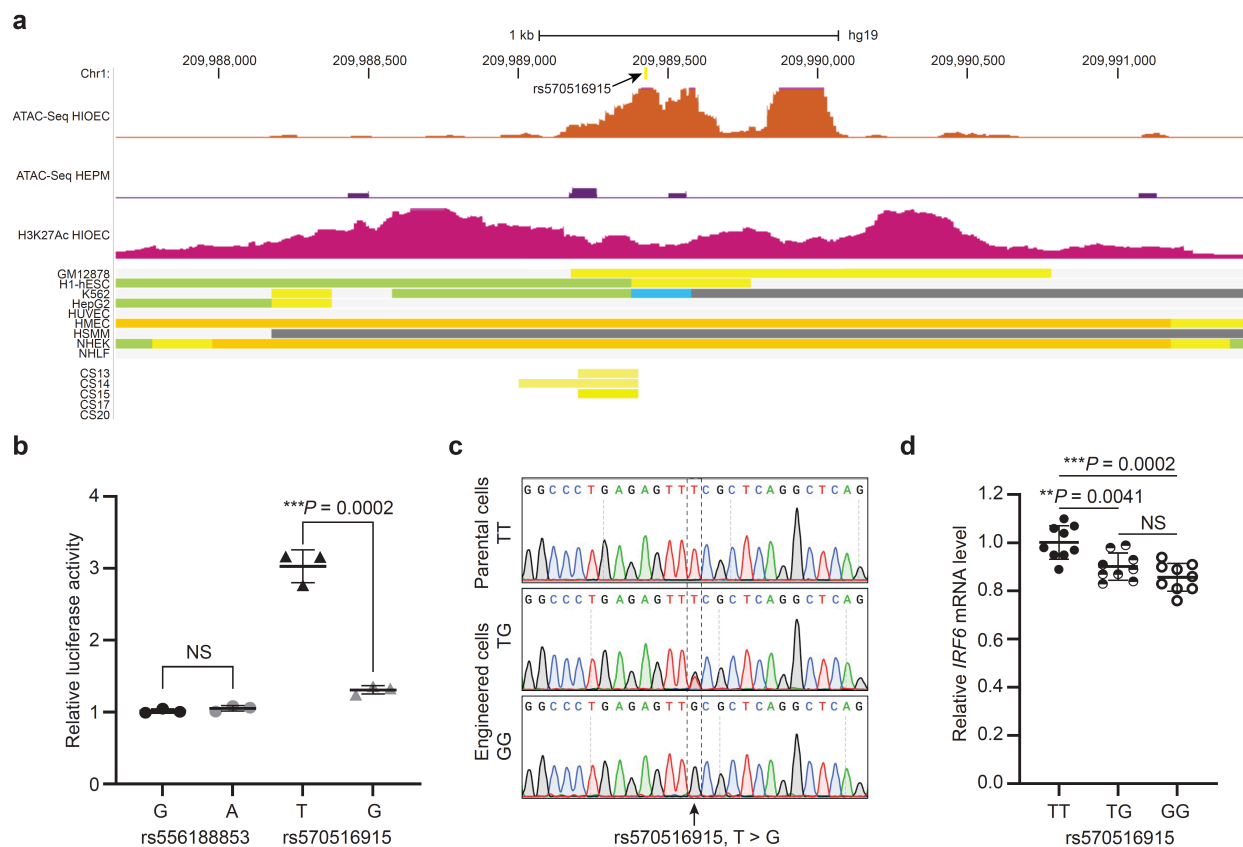 a
1 kb hg19
209,988,000 209,988,500 209,989,000 209,989,500 209,990,000 209,990,500 209,991,000
Chr1:
rs570516915
ATAC-Seq HIOEC
ATAC-Seq HEPM
H3K27Ac HIOEC
GM12878
H1-hESC
K562
HepG2
HUVEC
HMEC
HSMM
NHEK
NHLF
CS13
CS14
CS15
CS17
CS20
b
Relative luciferase activity
4
3
2
1
0
NS
***P = 0.0002
G A T G
rs556188853 rs570516915
c
Parental cells
TT
GGCCCTGAGAGTTTCGCTCAGGCTCAG
Engineered cells
TG
GGCCCTGAGAGTTTCGCTCAGGCTCAG
GG
GGCCCTGAGAGTTGCGCTCAGGCTCAG
rs570516915, T > G
d
Relative IRF6 mRNA level
***P = 0.0002
**P = 0.0041
NS
1.2
1.0
0.8
0.6
0.4
0.2
0.0
TT TG GG
rs570516915